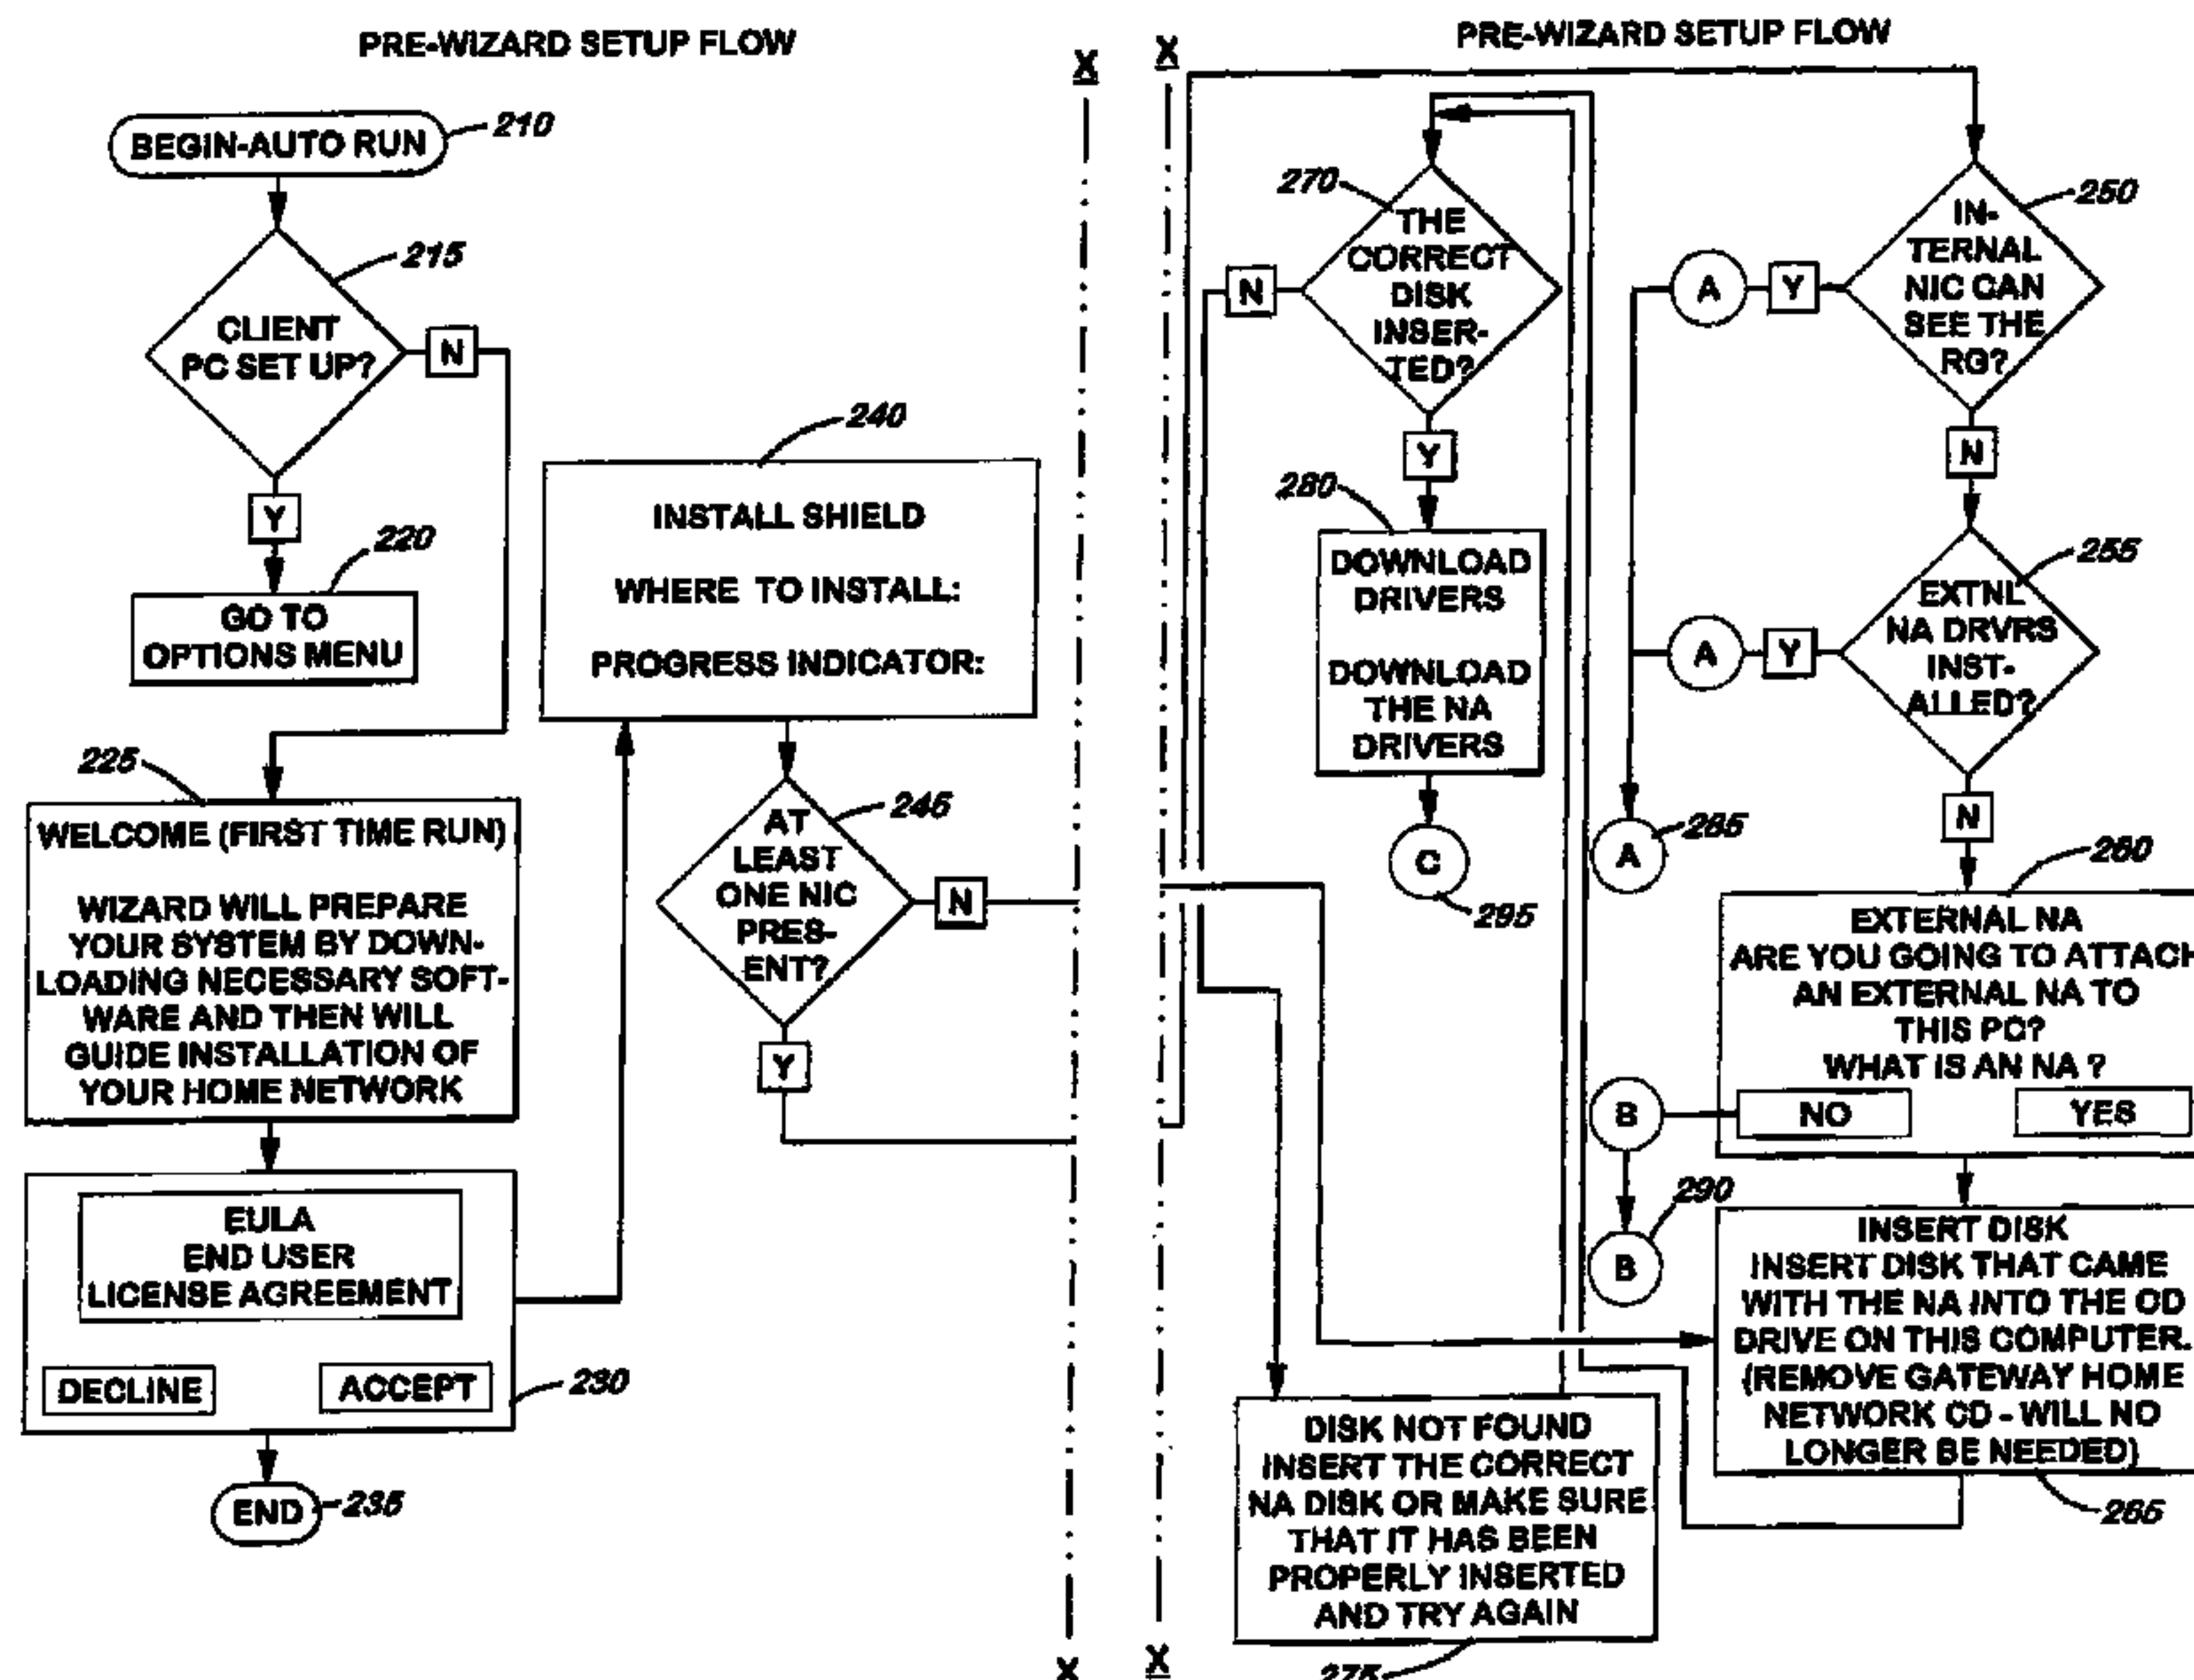 PRE-WIZARD SETUP FLOW
X
BEGIN-AUTO RUN
210
215
CLIENT
PC SET UP?
N
Y
220
GO TO
OPTIONS MENU
225
WELCOME (FIRST TIME RUN)
WIZARD WILL PREPARE
YOUR SYSTEM BY DOWN-
LOADING NECESSARY SOFT-
WARE AND THEN WILL
GUIDE INSTALLATION OF
YOUR HOME NETWORK
EULA
END USER
LICENSE AGREEMENT
DECLINE
ACCEPT
230
END
235
240
INSTALL SHIELD
WHERE TO INSTALL:
PROGRESS INDICATOR:
245
AT
LEAST
ONE NIC
PRES-
ENT?
N
Y
X
X
PRE-WIZARD SETUP FLOW
270
THE
CORRECT
DISK
INSER-
TED?
N
Y
280
DOWNLOAD
DRIVERS
DOWNLOAD
THE NA
DRIVERS
C
295
250
IN-
TERNAL
NIC CAN
SEE THE
RG?
Y
A
N
255
EXTNL
NA DRVRS
INST-
ALLED?
Y
A
N
A
285
260
EXTERNAL NA
ARE YOU GOING TO ATTACH
AN EXTERNAL NA TO
THIS PC?
WHAT IS AN NA ?
NO
YES
B
B
290
INSERT DISK
INSERT DISK THAT CAME
WITH THE NA INTO THE CD
DRIVE ON THIS COMPUTER.
(REMOVE GATEWAY HOME
NETWORK CD - WILL NO
LONGER BE NEEDED)
265
DISK NOT FOUND
INSERT THE CORRECT
NA DISK OR MAKE SURE
THAT IT HAS BEEN
PROPERLY INSERTED
AND TRY AGAIN
275
X